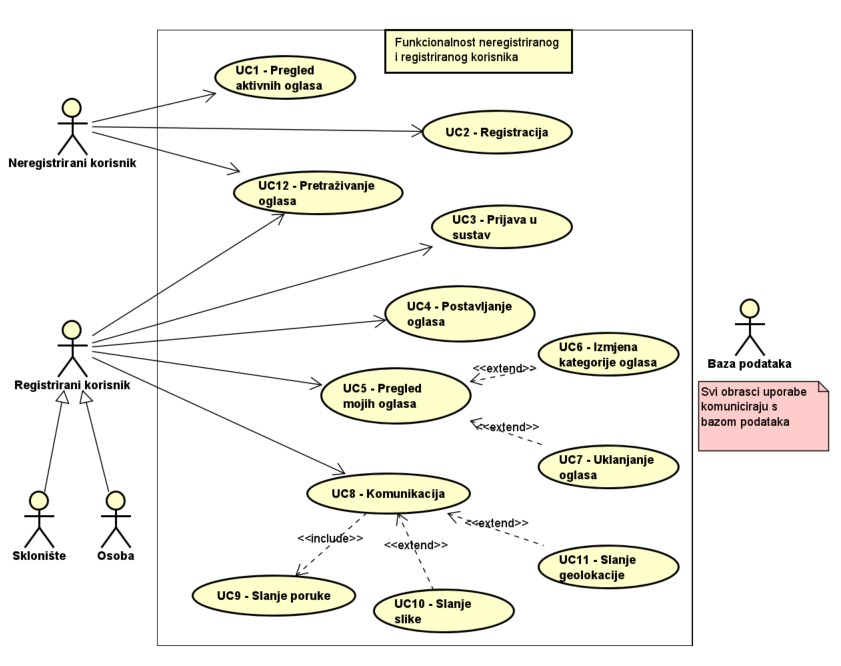 Funkcionalnost neregistriranog
i registriranog korisnika
UC1 - Pregled
aktivnih oglasa
UC2 - Registracija
Neregistrirani korisnik
UC12 - Pretraživanje
oglasa
UC3 - Prijava u
sustav
UC4 - Postavljanje
oglasa
UC6 - Izmjena
kategorije oglasa
Baza podataka
<<extend>>
Registrirani korisnik
UC5 - Pregled
mojih oglasa
Svi obrasci uporabe
komuniciraju s
bazom podataka
<<extend>>
UC7 - Uklanjanje
oglasa
UC8 - Komunikacija
<<extend>>
<<include>>
<<extend>>
Sklonište
Osoba
UC11 - Slanje
geolokacije
UC9 - Slanje poruke
UC10 - Slanje
slike